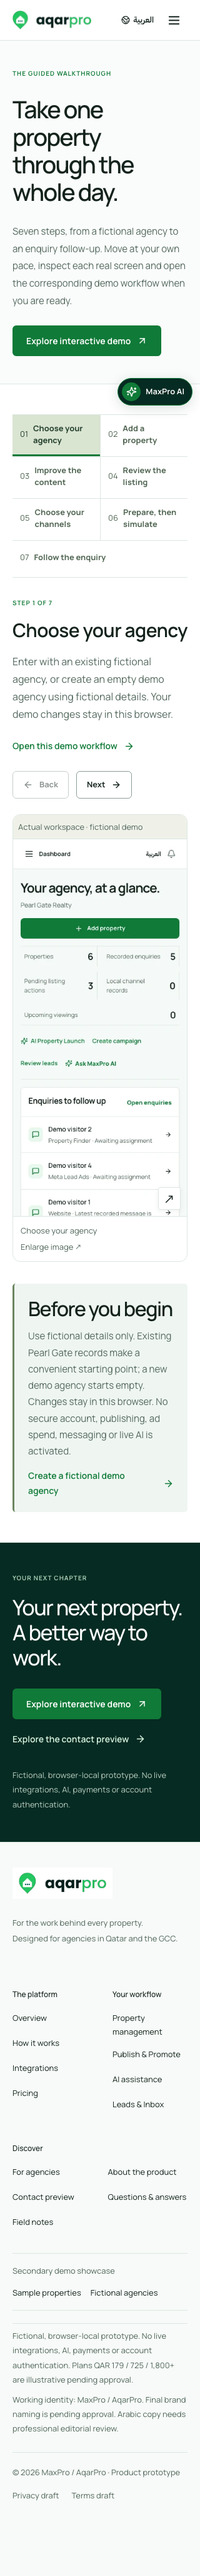 aqarpro
العربية
THE GUIDED WALKTHROUGH
Take one
property
through the
whole day.
Seven steps, from a fictional agency to
an enquiry follow-up. Move at your own
pace, inspect each real screen and open
the corresponding demo workflow when
you are ready.
Explore interactive demo
MaxPro AI
01 Choose your
agency
02 Add a
property
03 Improve the
content
04 Review the
listing
05 Choose your
channels
06 Prepare, then
simulate
07 Follow the enquiry
STEP 1 OF 7
Choose your agency
Enter with an existing fictional
agency, or create an empty demo
agency using fictional details. Your
demo changes stay in this browser.
Open this demo workflow
Back
Next
Actual workspace · fictional demo
Dashboard
العربية
Your agency, at a glance.
Pearl Gate Realty
Add property
Properties 6
Recorded enquiries 5
Pending listing
actions 3
Local channel
records 0
Upcoming viewings 0
AI Property Launch
Create campaign
Review leads
Ask MaxPro AI
Enquiries to follow up
Open enquiries
Demo visitor 2
Property Finder · Awaiting assignment
Demo visitor 4
Meta Lead Ads · Awaiting assignment
Demo visitor 1
Website · Latest recorded message is
Choose your agency
Enlarge image ↗
Before you begin
Use fictional details only. Existing
Pearl Gate records make a
convenient starting point; a new
demo agency starts empty.
Changes stay in this browser. No
secure account, publishing, ad
spend, messaging or live AI is
activated.
Create a fictional demo
agency
YOUR NEXT CHAPTER
Your next property.
A better way to
work.
Explore interactive demo
Explore the contact preview
Fictional, browser-local prototype. No live
integrations, AI, payments or account
authentication.
aqarpro
For the work behind every property.
Designed for agencies in Qatar and the GCC.
The platform
Overview
How it works
Integrations
Pricing
Your workflow
Property
management
Publish & Promote
AI assistance
Leads & Inbox
Discover
For agencies
About the product
Contact preview
Questions & answers
Field notes
Secondary demo showcase
Sample properties
Fictional agencies
Fictional, browser-local prototype. No live
integrations, AI, payments or account
authentication. Plans QAR 179 / 725 / 1,800+
are illustrative pending approval.
Working identity: MaxPro / AqarPro. Final brand
naming is pending approval. Arabic copy needs
professional editorial review.
© 2026 MaxPro / AqarPro · Product prototype
Privacy draft
Terms draft